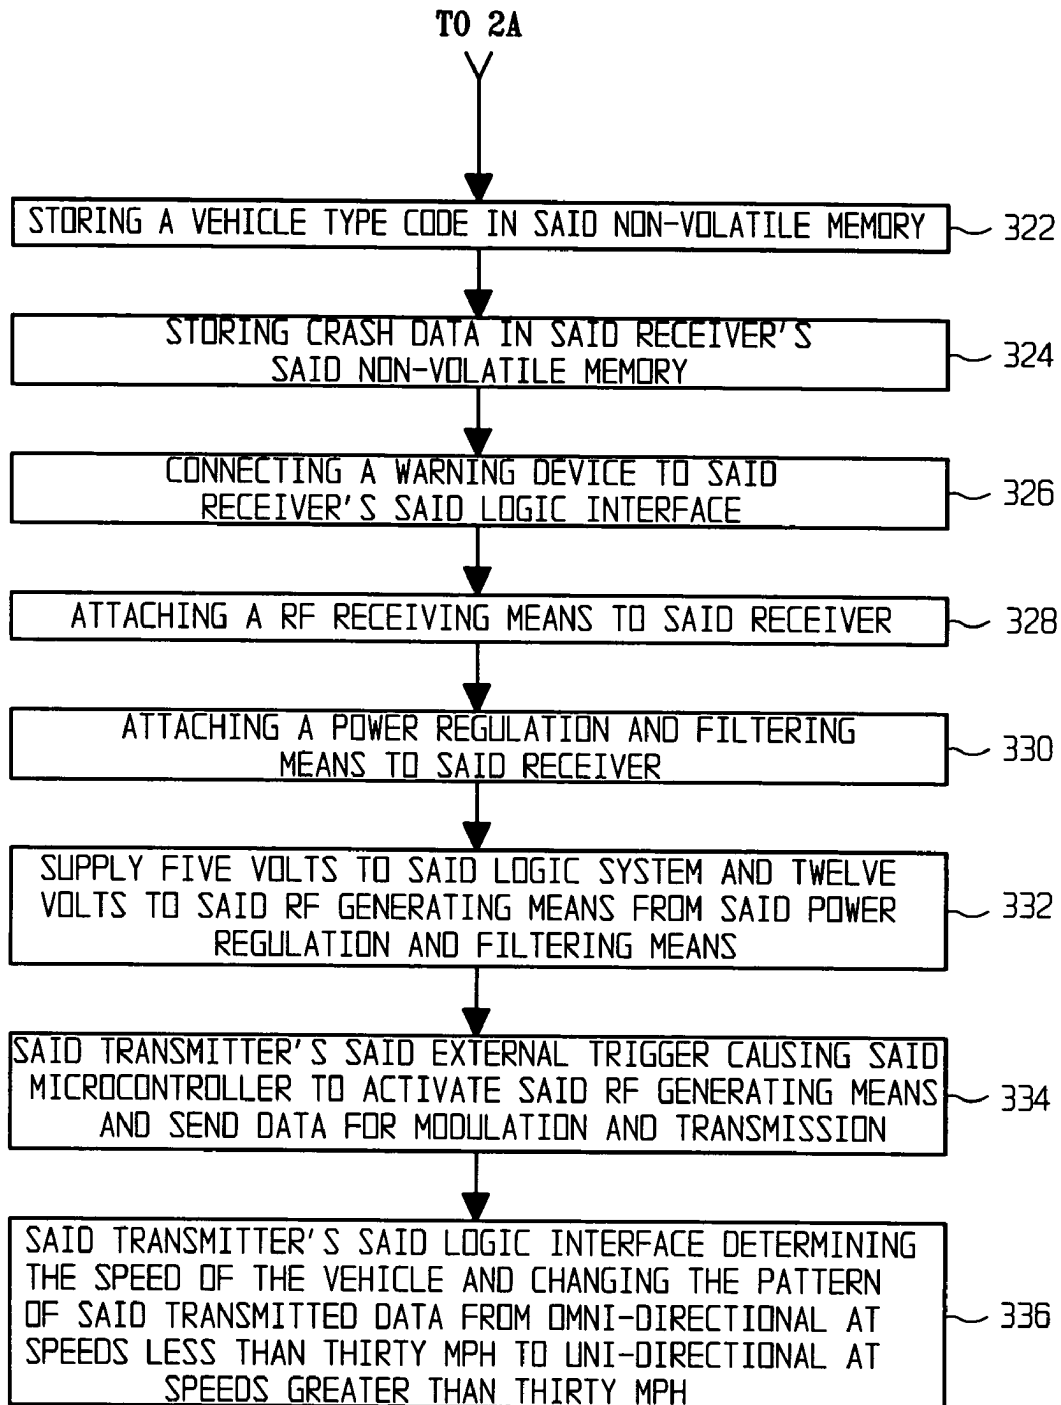 TO 2A
STORING A VEHICLE TYPE CODE IN SAID NON-VOLATILE MEMORY
322
STORING CRASH DATA IN SAID RECEIVER'S
SAID NON-VOLATILE MEMORY
324
CONNECTING A WARNING DEVICE TO SAID
RECEIVER'S SAID LOGIC INTERFACE
326
ATTACHING A RF RECEIVING MEANS TO SAID RECEIVER
328
ATTACHING A POWER REGULATION AND FILTERING
MEANS TO SAID RECEIVER
330
SUPPLY FIVE VOLTS TO SAID LOGIC SYSTEM AND TWELVE
VOLTS TO SAID RF GENERATING MEANS FROM SAID POWER
REGULATION AND FILTERING MEANS
332
SAID TRANSMITTER'S SAID EXTERNAL TRIGGER CAUSING SAID
MICROCONTROLLER TO ACTIVATE SAID RF GENERATING MEANS
AND SEND DATA FOR MODULATION AND TRANSMISSION
334
SAID TRANSMITTER'S SAID LOGIC INTERFACE DETERMINING
THE SPEED OF THE VEHICLE AND CHANGING THE PATTERN
OF SAID TRANSMITTED DATA FROM OMNI-DIRECTIONAL AT
SPEEDS LESS THAN THIRTY MPH TO UNI-DIRECTIONAL AT
SPEEDS GREATER THAN THIRTY MPH
336